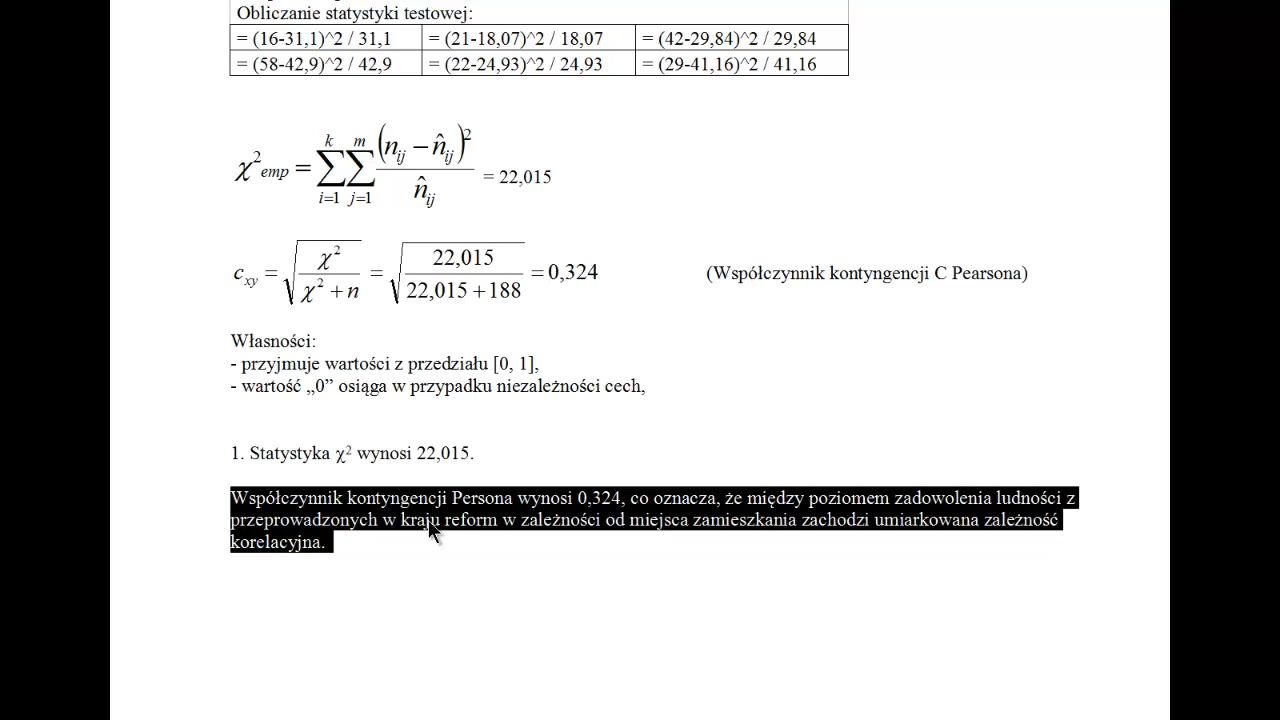 Obliczanie statystyki testowej:
= (16-31,1)^2 / 31,1 = (21-18,07)^2 / 18,07 = (42-29,84)^2 / 29,84
= (58-42,9)^2 / 42,9 = (22-24,93)^2 / 24,93 = (29-41,16)^2 / 41,16
χ²emp = ∑i=1k ∑j=1m (nij − n̂ij)² / n̂ij = 22,015
cxy = √(χ² / (χ² + n)) = √(22,015 / (22,015 + 188)) = 0,324 (Współczynnik kontyngencji C Pearsona)
Własności:
- przyjmuje wartości z przedziału [0, 1],
- wartość „0” osiąga w przypadku niezależności cech,
1. Statystyka χ² wynosi 22,015.
Współczynnik kontyngencji Persona wynosi 0,324, co oznacza, że między poziomem zadowolenia ludności z
przeprowadzonych w kraju reform w zależności od miejsca zamieszkania zachodzi umiarkowana zależność
korelacyjna.